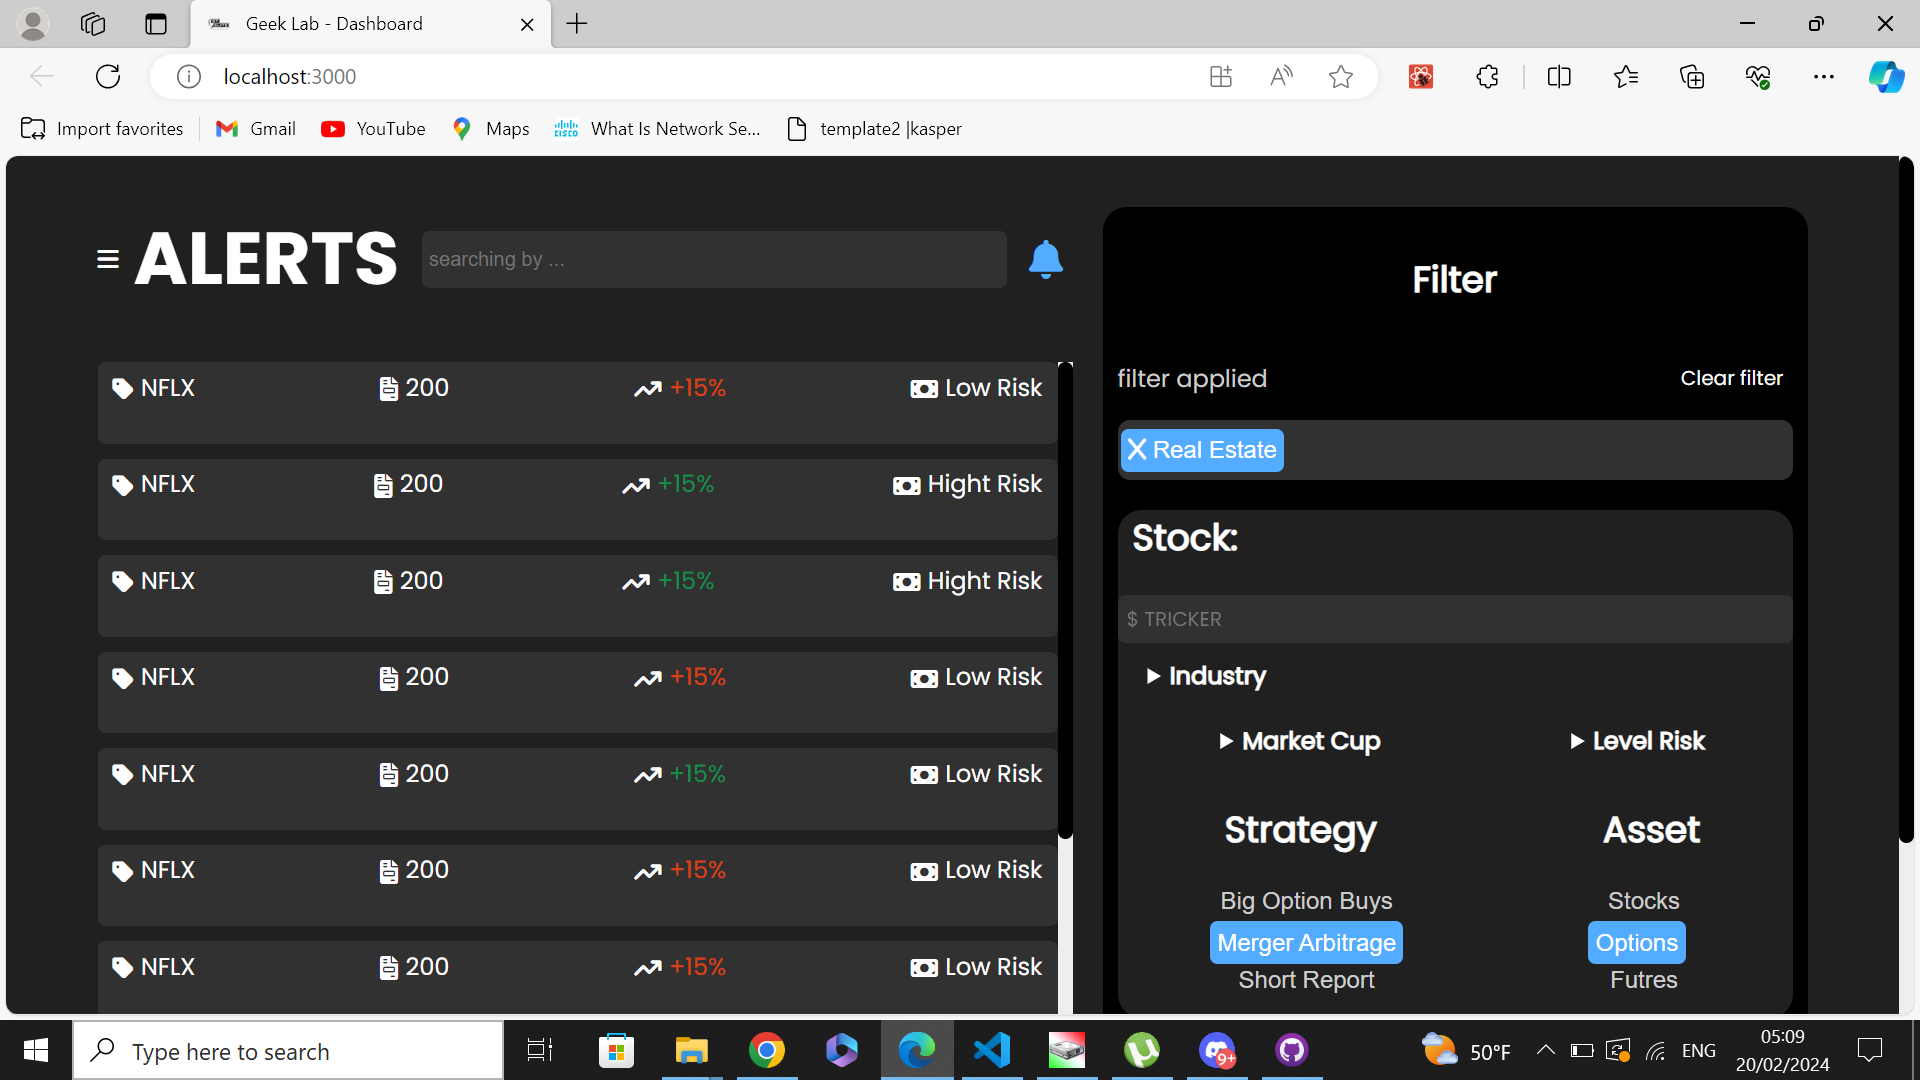 Geek Lab - Dashboard
localhost:3000
Import favorites Gmail YouTube Maps What Is Network Se... template2 |kasper
ALERTS
searching by ...
NFLX 200 +15% Low Risk
NFLX 200 +15% Hight Risk
NFLX 200 +15% Hight Risk
NFLX 200 +15% Low Risk
NFLX 200 +15% Low Risk
NFLX 200 +15% Low Risk
NFLX 200 +15% Low Risk
Filter
filter applied Clear filter
X Real Estate
Stock:
$ TRICKER
Industry
Market Cup Level Risk
Strategy Asset
Big Option Buys Stocks
Merger Arbitrage Options
Short Report Futres
Type here to search
9+
50°F
ENG
05:09
20/02/2024